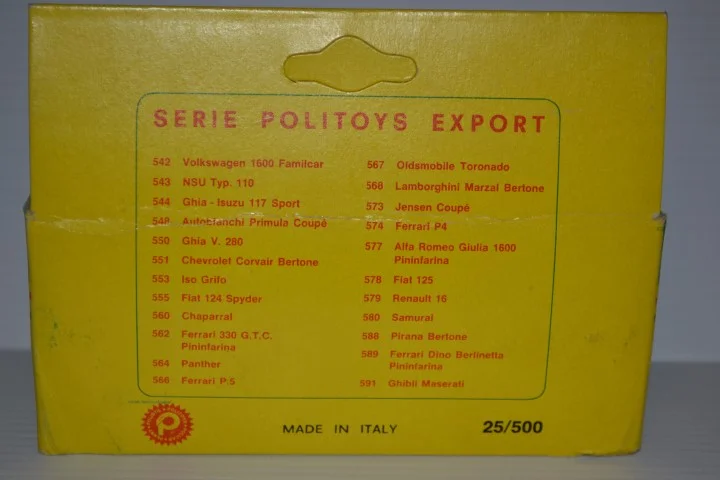 SERIE POLITOYS EXPORT
542 Volkswagen 1600 Familcar
543 NSU Typ. 110
544 Ghia - Isuzu 117 Sport
548 Autobianchi Primula Coupé
550 Ghia V. 280
551 Chevrolet Corvair Bertone
553 Iso Grifo
555 Fiat 124 Spyder
560 Chaparral
562 Ferrari 330 G.T.C.
Pininfarina
564 Panther
566 Ferrari P.5
567 Oldsmobile Toronado
568 Lamborghini Marzal Bertone
573 Jensen Coupé
574 Ferrari P4
577 Alfa Romeo Giulia 1600
Pininfarina
578 Fiat 125
579 Renault 16
580 Samurai
588 Pirana Bertone
589 Ferrari Dino Berlinetta
Pininfarina
591 Ghibli Maserati
P
MADE IN ITALY
25/500